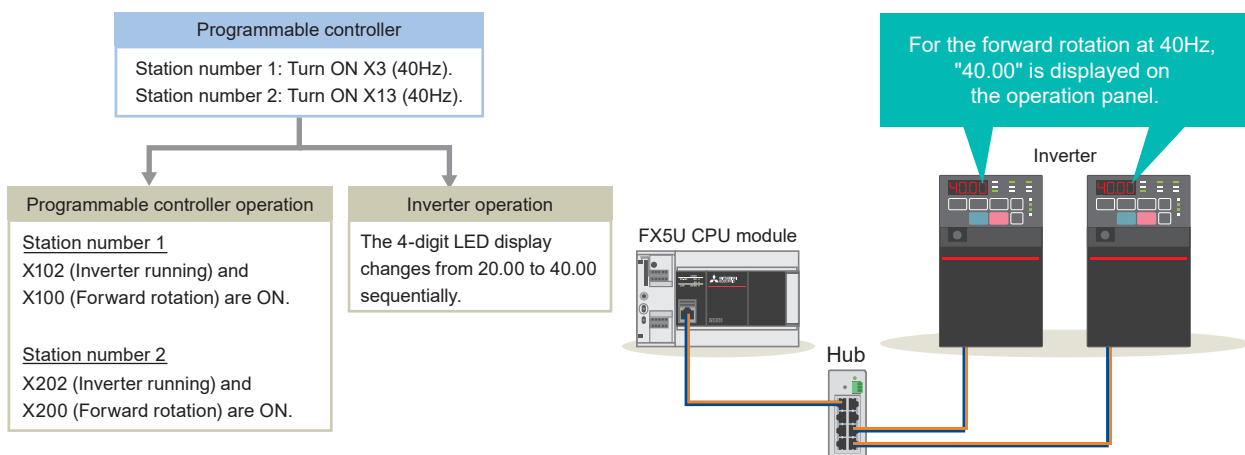 Programmable controller
Station number 1: Turn ON X3 (40Hz).
Station number 2: Turn ON X13 (40Hz).
Programmable controller operation
Station number 1
X102 (Inverter running) and
X100 (Forward rotation) are ON.
Station number 2
X202 (Inverter running) and
X200 (Forward rotation) are ON.
Inverter operation
The 4-digit LED display
changes from 20.00 to 40.00
sequentially.
For the forward rotation at 40Hz,
"40.00" is displayed on
the operation panel.
Inverter
40.00
40.00
FX5U CPU module
Hub